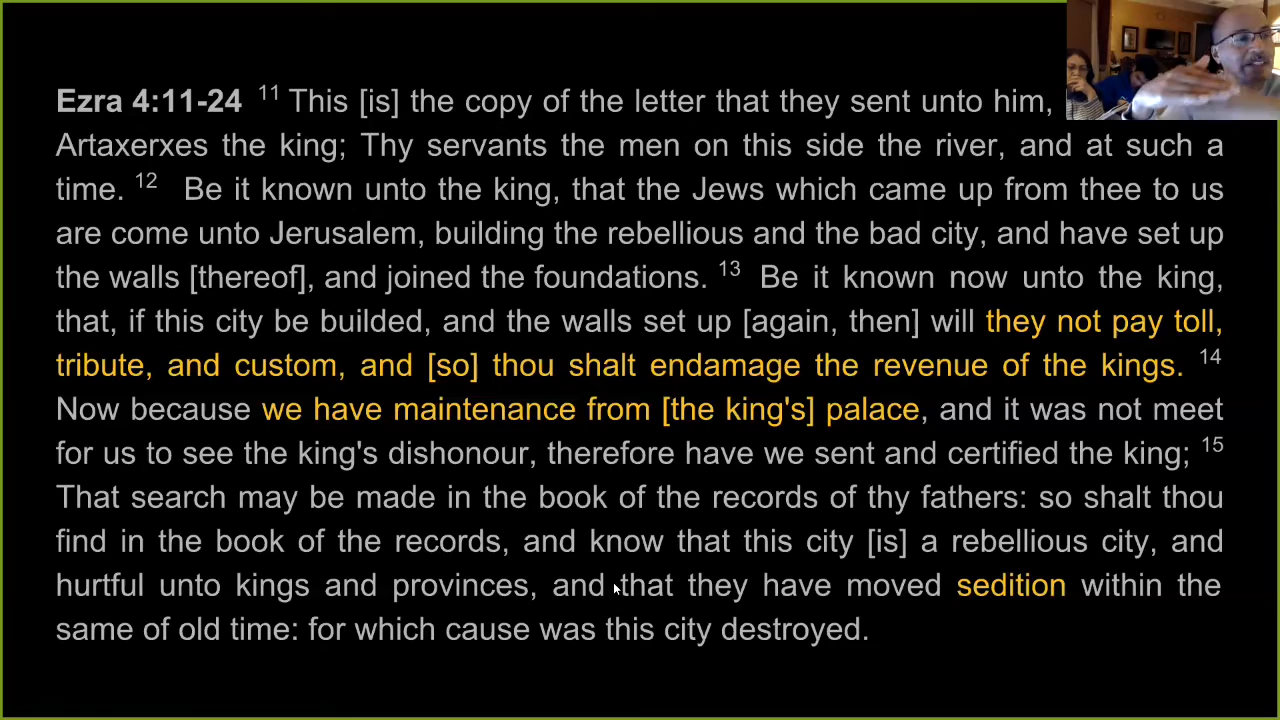 Ezra 4:11-24 11 This [is] the copy of the letter that they sent unto him,
Artaxerxes the king; Thy servants the men on this side the river, and at such a
time. 12 Be it known unto the king, that the Jews which came up from thee to us
are come unto Jerusalem, building the rebellious and the bad city, and have set up
the walls [thereof], and joined the foundations. 13 Be it known now unto the king,
that, if this city be builded, and the walls set up [again, then] will they not pay toll,
tribute, and custom, and [so] thou shalt endamage the revenue of the kings. 14
Now because we have maintenance from [the king's] palace, and it was not meet
for us to see the king's dishonour, therefore have we sent and certified the king; 15
That search may be made in the book of the records of thy fathers: so shalt thou
find in the book of the records, and know that this city [is] a rebellious city, and
hurtful unto kings and provinces, and that they have moved sedition within the
same of old time: for which cause was this city destroyed.